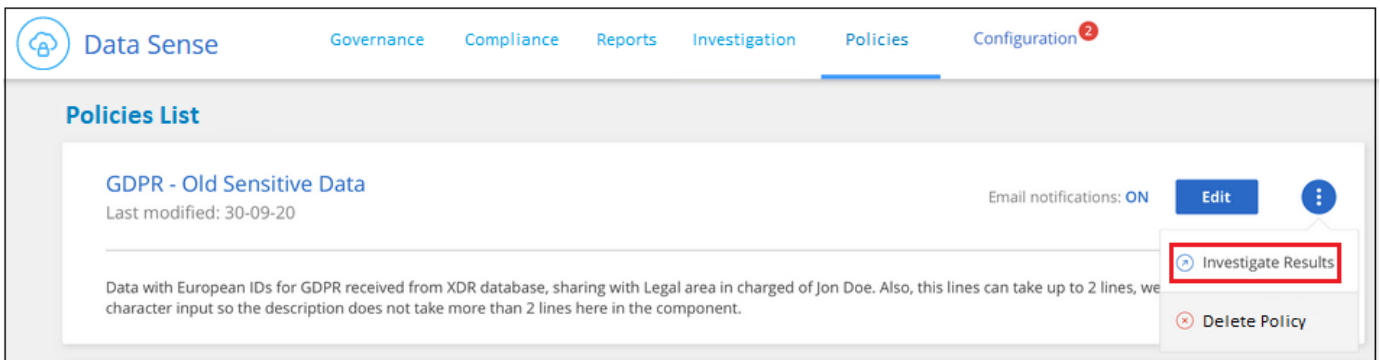 Data Sense Governance Compliance Reports Investigation Policies Configuration 2
Policies List
GDPR - Old Sensitive Data
Last modified: 30-09-20
Email notifications: ON Edit
Investigate Results
Data with European IDs for GDPR received from XDR database, sharing with Legal area in charged of Jon Doe. Also, this lines can take up to 2 lines, we
character input so the description does not take more than 2 lines here in the component.
Delete Policy